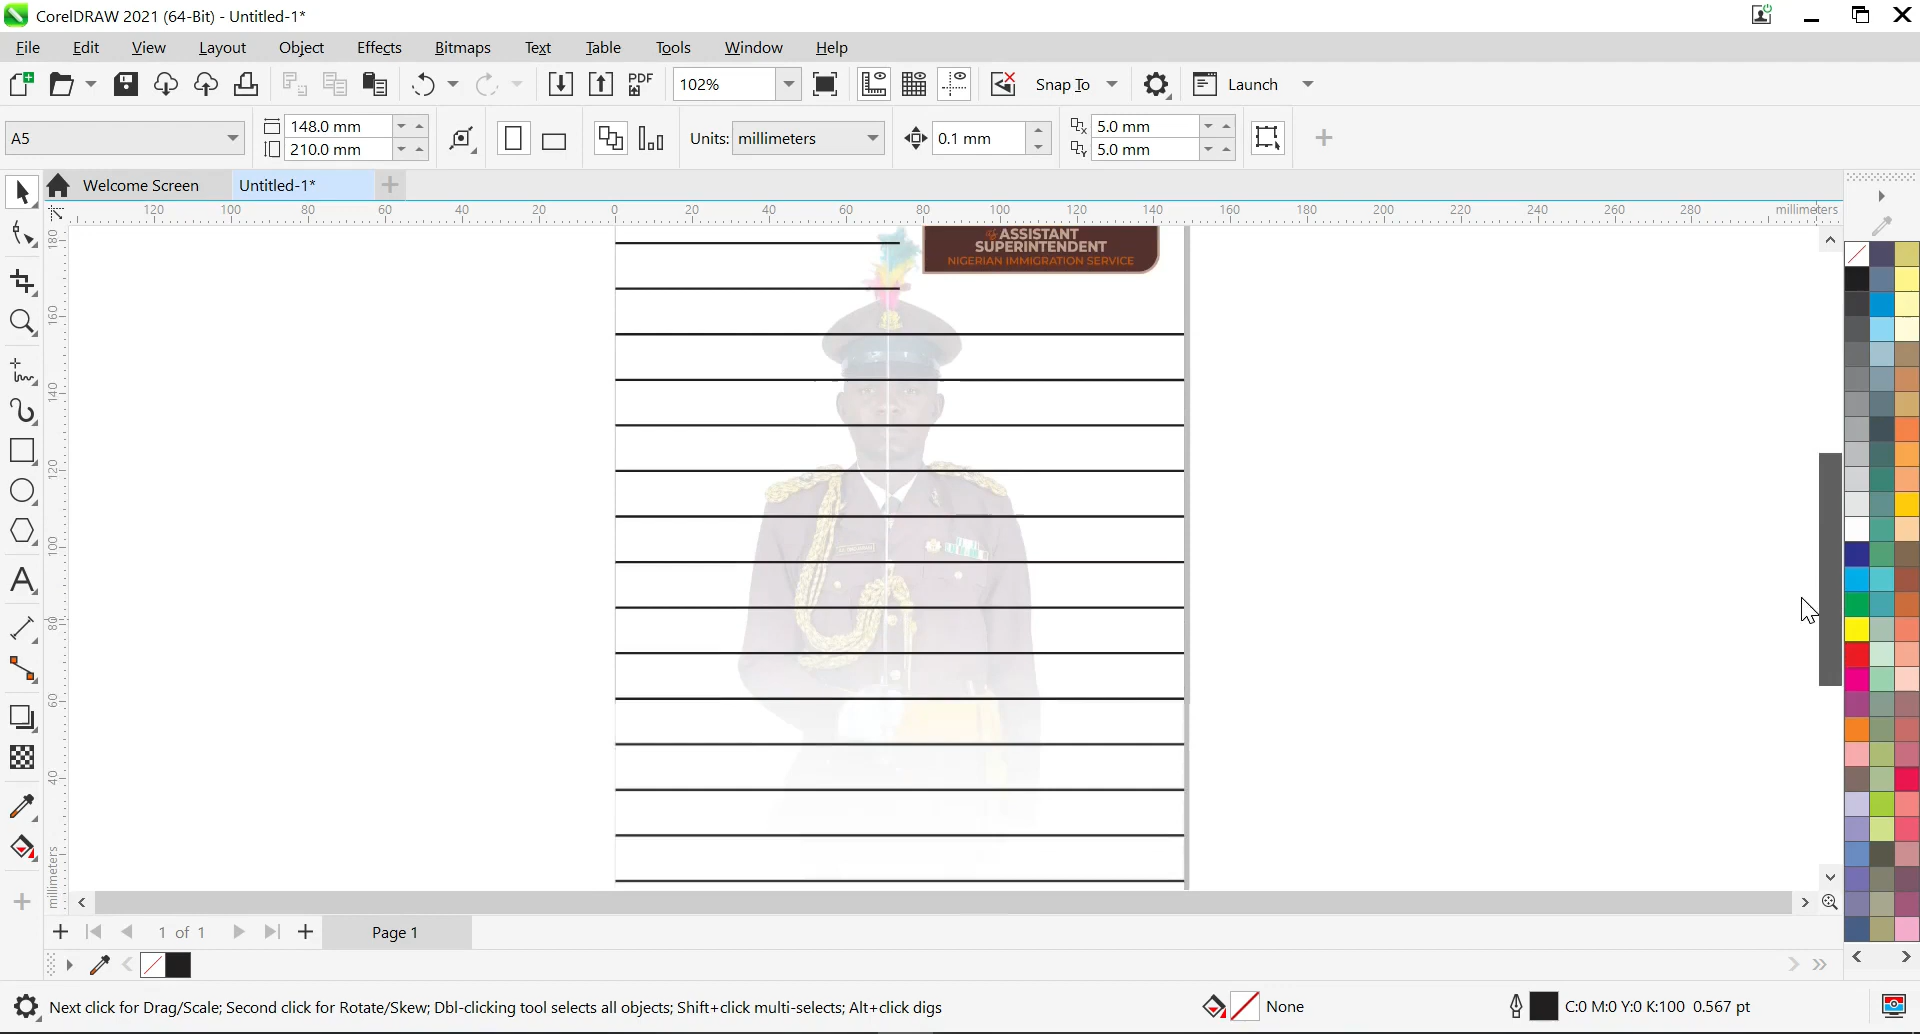 CorelDRAW 2021 (64-Bit) - Untitled-1*
File Edit View Layout Object Effects Bitmaps Text Table Tools Window Help
PDF 102% Snap To Launch
A5 148.0 mm 210.0 mm Units: millimeters 0.1 mm 5.0 mm 5.0 mm
Welcome Screen Untitled-1*
120 100 80 60 40 20 0 20 40 60 80 100 120 140 160 180 200 220 240 260 280 millimeters
180
160
140
120
100
80
60
40
millimeters
ASSISTANT
SUPERINTENDENT
NIGERIAN IMMIGRATION SERVICE
1 of 1 Page 1
Next click for Drag/Scale; Second click for Rotate/Skew; Dbl-clicking tool selects all objects; Shift+click multi-selects; Alt+click digs None C:0 M:0 Y:0 K:100 0.567 pt